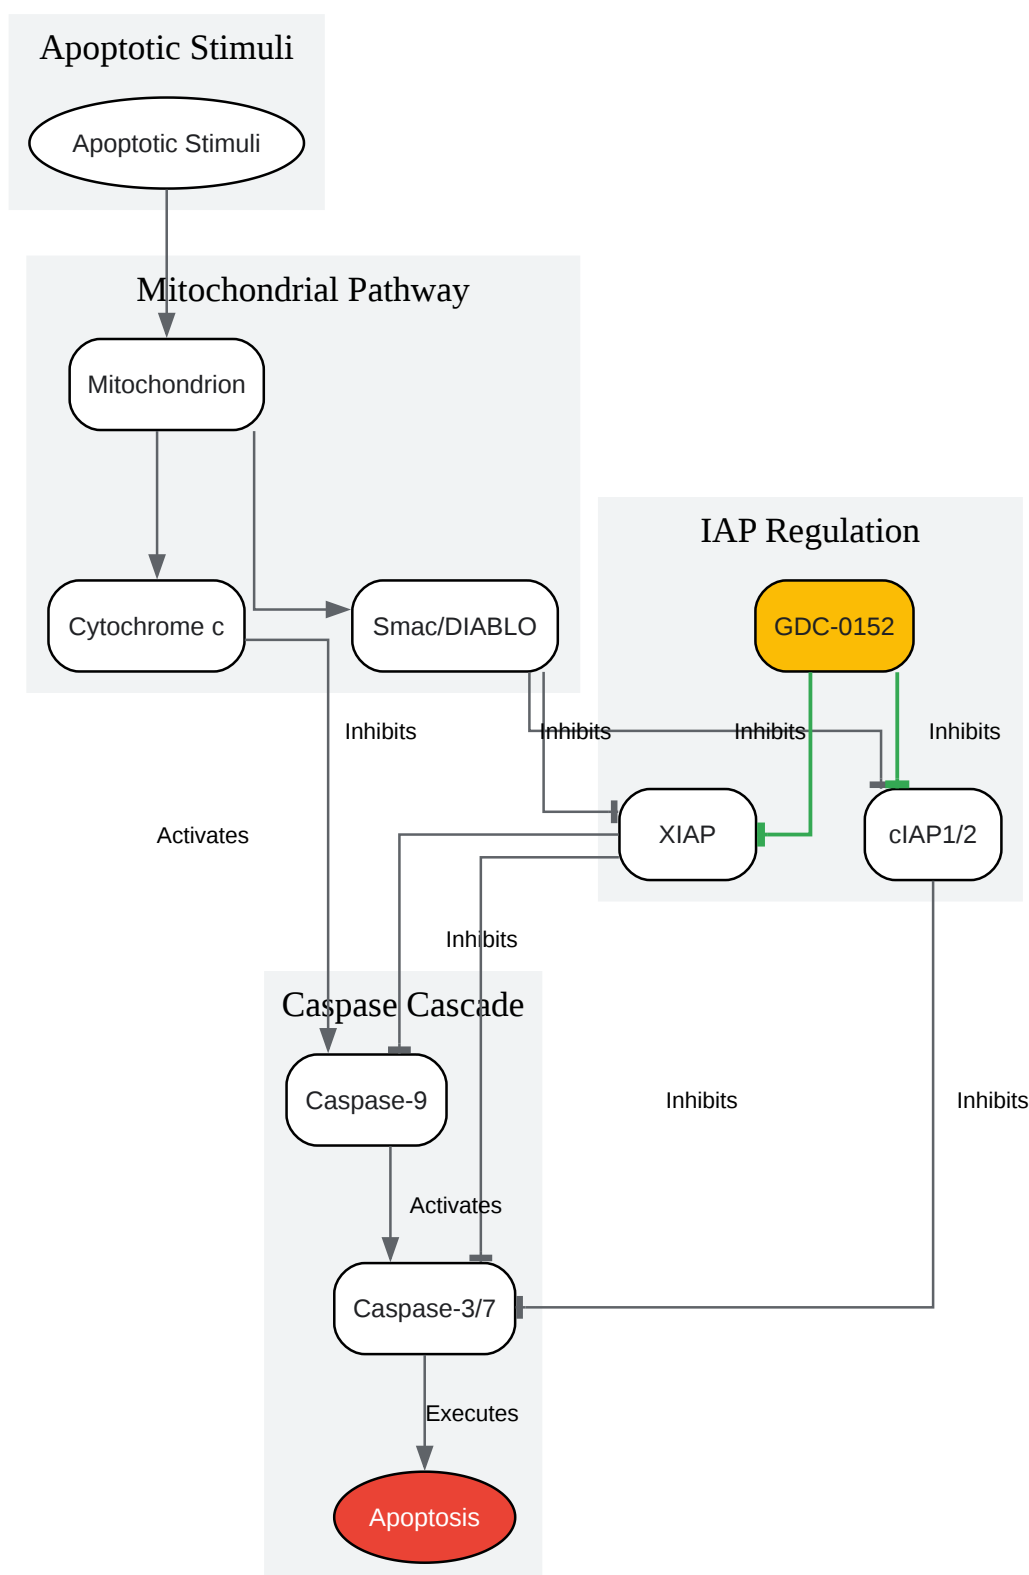 Apoptotic Stimuli
Apoptotic Stimuli
Mitochondrial Pathway
Mitochondrion
IAP Regulation
Cytochrome c
Smac/DIABLO
GDC-0152
Inhibits
Inhibits
Inhibits
Inhibits
Activates
XIAP
cIAP1/2
Inhibits
Caspase Cascade
Caspase-9
Inhibits
Inhibits
Activates
Caspase-3/7
Executes
Apoptosis